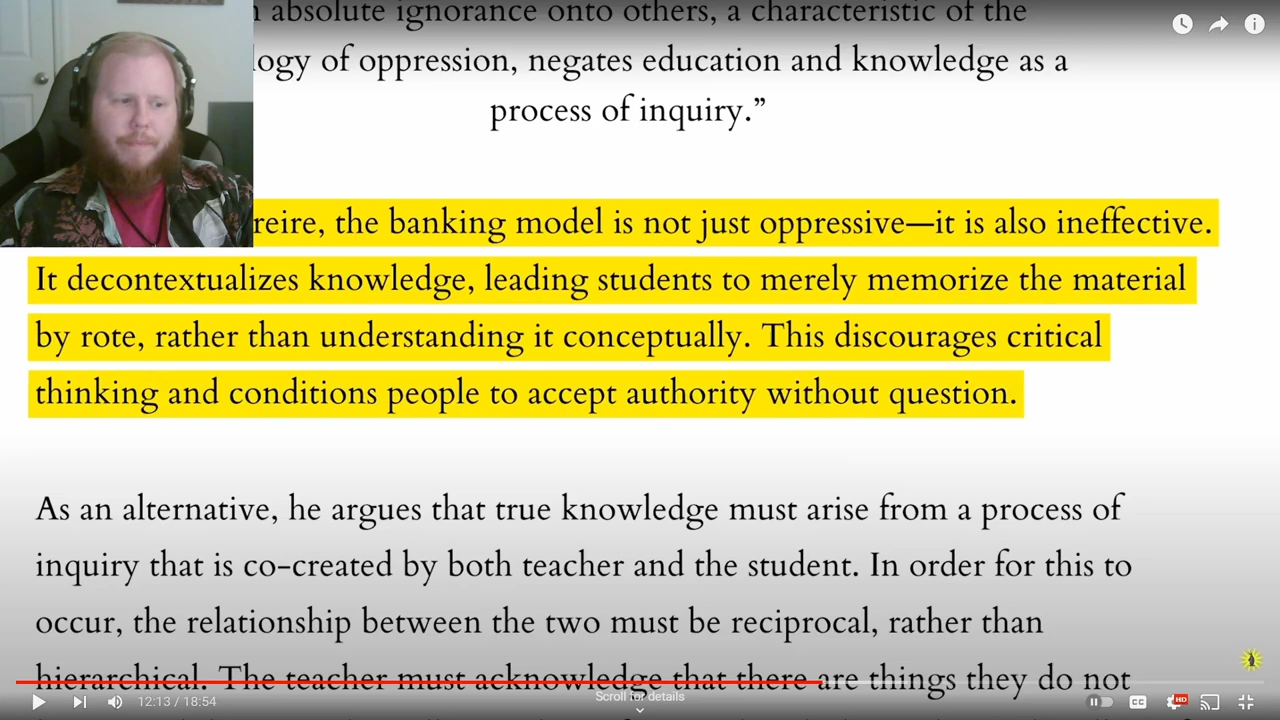 absolute ignorance onto others, a characteristic of the
logy of oppression, negates education and knowledge as a
process of inquiry.”
reire, the banking model is not just oppressive—it is also ineffective.
It decontextualizes knowledge, leading students to merely memorize the material
by rote, rather than understanding it conceptually. This discourages critical
thinking and conditions people to accept authority without question.
As an alternative, he argues that true knowledge must arise from a process of
inquiry that is co-created by both teacher and the student. In order for this to
occur, the relationship between the two must be reciprocal, rather than
hierarchical. The teacher must acknowledge that there are things they do not
Scroll for details
12:13 / 18:54
CC
HD